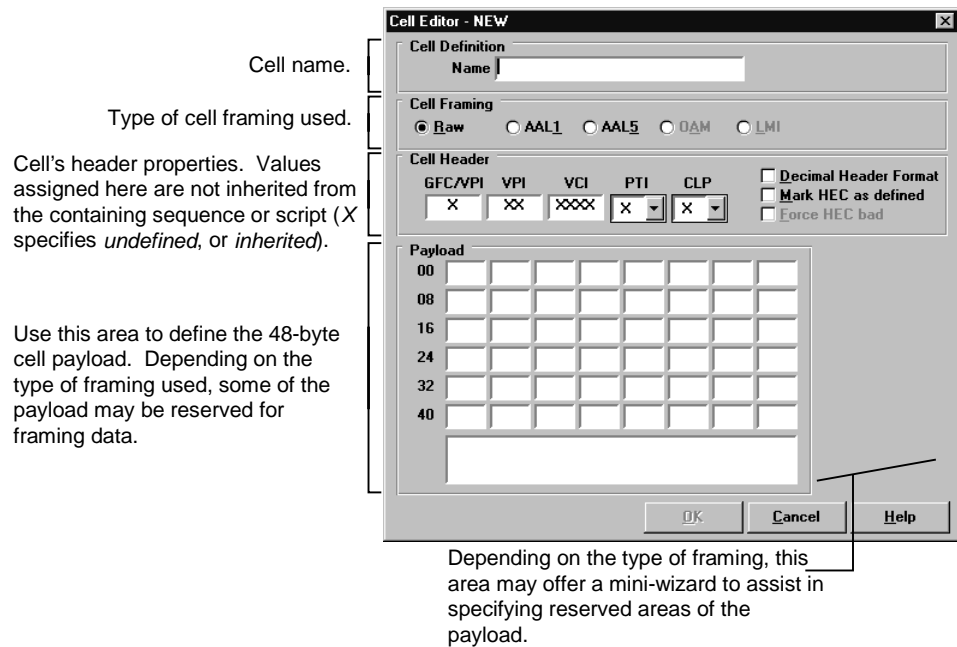 Cell Editor - NEW
Cell name.
Cell Definition
Name
Type of cell framing used.
Cell Framing
Raw AAL1 AAL5 OAM LMI
Cell's header properties. Values
assigned here are not inherited from
the containing sequence or script (X
specifies undefined, or inherited).
Cell Header
GFC/VPI VPI VCI PTI CLP
X XX XXXX X X
Decimal Header Format
Mark HEC as defined
Force HEC bad
Use this area to define the 48-byte
cell payload. Depending on the
type of framing used, some of the
payload may be reserved for
framing data.
Payload
00
08
16
24
32
40
OK Cancel Help
Depending on the type of framing, this
area may offer a mini-wizard to assist in
specifying reserved areas of the
payload.